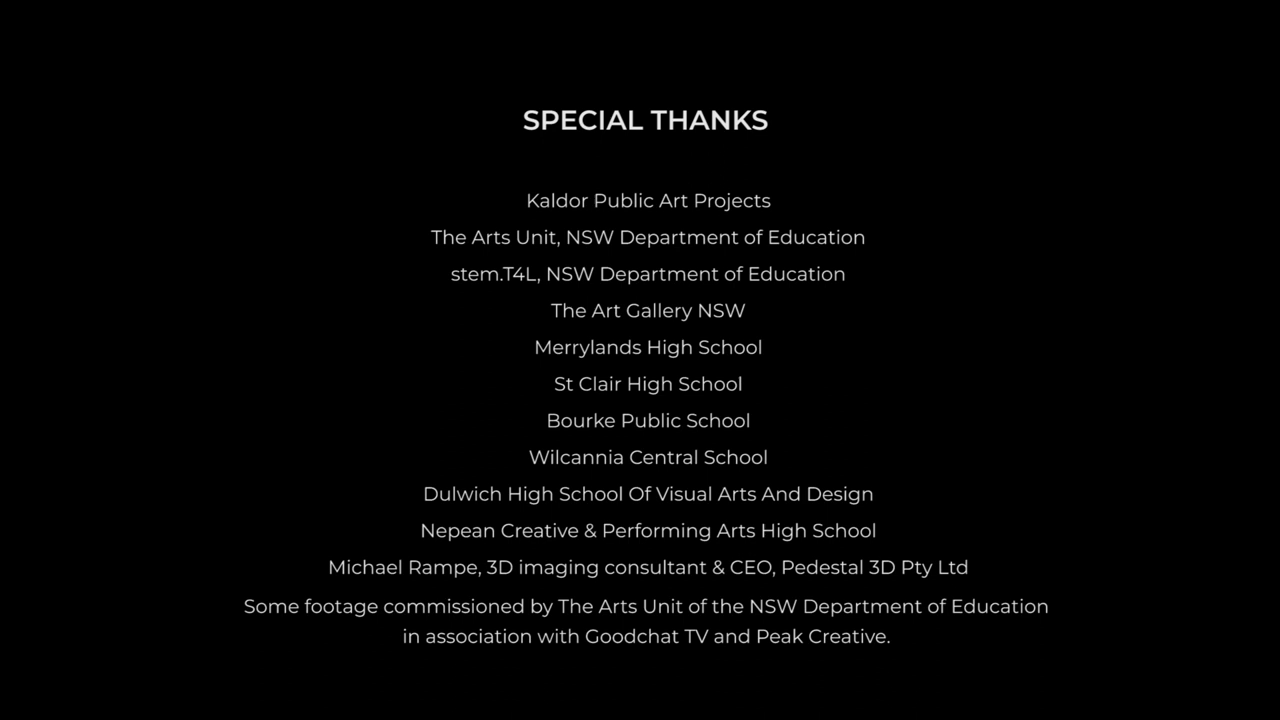 SPECIAL THANKS
Kaldor Public Art Projects
The Arts Unit, NSW Department of Education
stem.T4L, NSW Department of Education
The Art Gallery NSW
Merrylands High School
St Clair High School
Bourke Public School
Wilcannia Central School
Dulwich High School Of Visual Arts And Design
Nepean Creative & Performing Arts High School
Michael Rampe, 3D imaging consultant & CEO, Pedestal 3D Pty Ltd
Some footage commissioned by The Arts Unit of the NSW Department of Education
in association with Goodchat TV and Peak Creative.